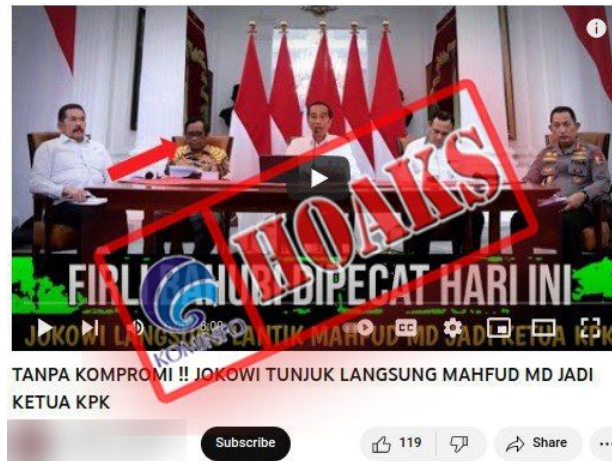 HOAKS
KOMINFO
FIRLI BAHURI DIPECAT HARI INI
JOKOWI LANGSUNG LANTIK MAHFUD MD JADI KETUA KPK
CC
TANPA KOMPROMI !! JOKOWI TUNJUK LANGSUNG MAHFUD MD JADI
KETUA KPK
Subscribe
119
Share